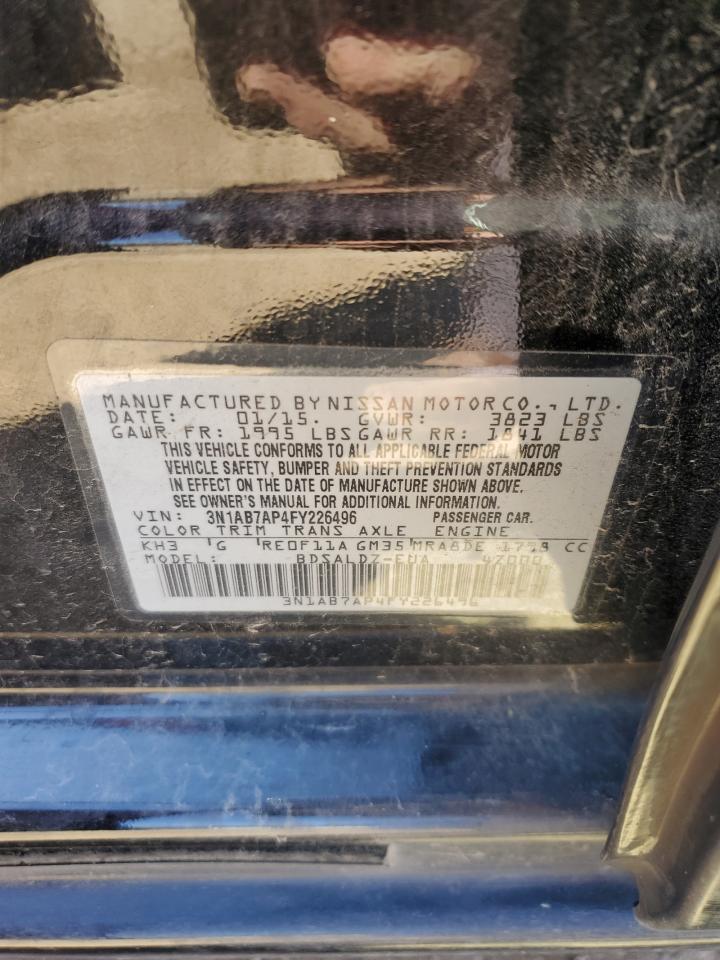 MANUFACTURED BY NISSAN MOTOR CO., LTD.
DATE: 01/15. GVWR: 3823 LBS
GAWR FR: 1995 LBS GAWR RR: 1841 LBS
THIS VEHICLE CONFORMS TO ALL APPLICABLE FEDERAL MOTOR
VEHICLE SAFETY, BUMPER AND THEFT PREVENTION STANDARDS
IN EFFECT ON THE DATE OF MANUFACTURE SHOWN ABOVE.
SEE OWNER'S MANUAL FOR ADDITIONAL INFORMATION.
VIN: 3N1AB7AP4FY226496 PASSENGER CAR.
COLOR TRIM TRANS AXLE ENGINE
KH3 G RE0F11A GM35 MRA8DE CC
MODEL:
3N1AB7AP4FY226496